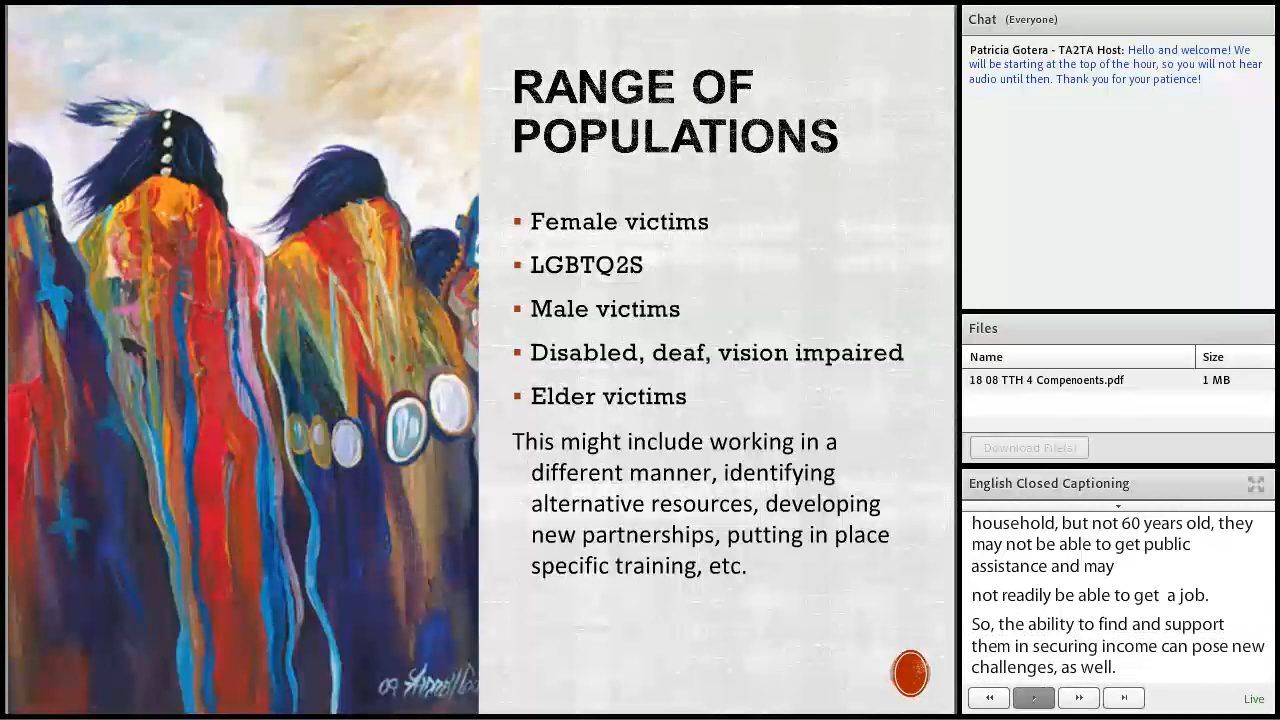 RANGE OF
POPULATIONS
Female victims
LGBTQ2S
Male victims
Disabled, deaf, vision impaired
Elder victims
This might include working in a
different manner, identifying
alternative resources, developing
new partnerships, putting in place
specific training, etc.
09
Chat (Everyone)
Patricia Gotera - TA2TA Host: Hello and welcome! We
will be starting at the top of the hour, so you will not hear
audio until then. Thank you for your patience!
Files
Name Size
18 08 TTH 4 Compenoents.pdf 1 MB
Download File(s)
English Closed Captioning
household, but not 60 years old, they
may not be able to get public
assistance and may
not readily be able to get a job.
So, the ability to find and support
them in securing income can pose new
challenges, as well.
Live